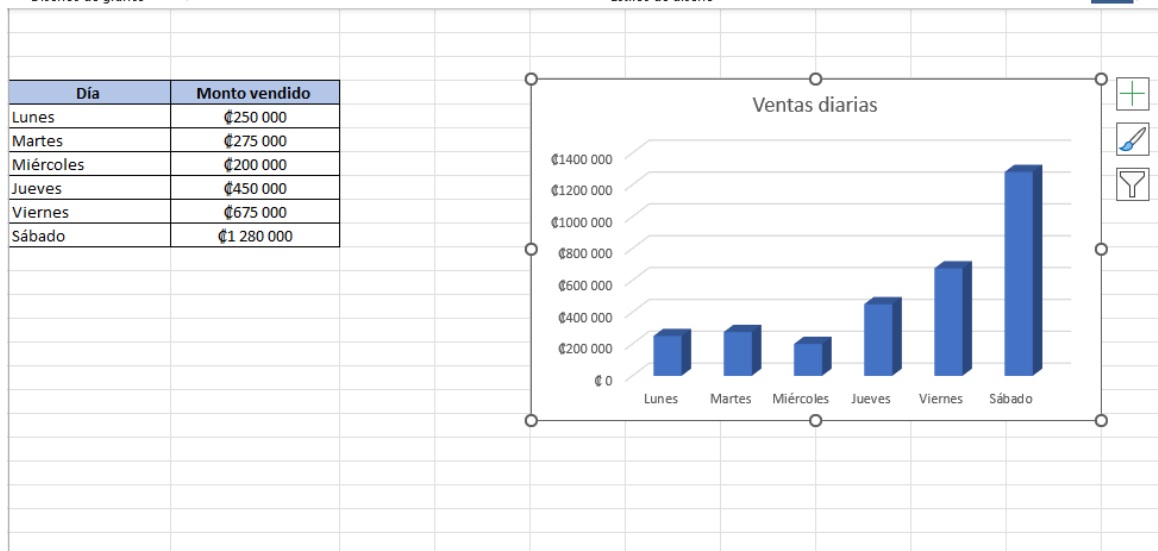 Día Monto vendido
Lunes ₡250 000
Martes ₡275 000
Miércoles ₡200 000
Jueves ₡450 000
Viernes ₡675 000
Sábado ₡1 280 000
Ventas diarias
₡1400 000
₡1200 000
₡1000 000
₡800 000
₡600 000
₡400 000
₡200 000
₡ 0
Lunes Martes Miércoles Jueves Viernes Sábado